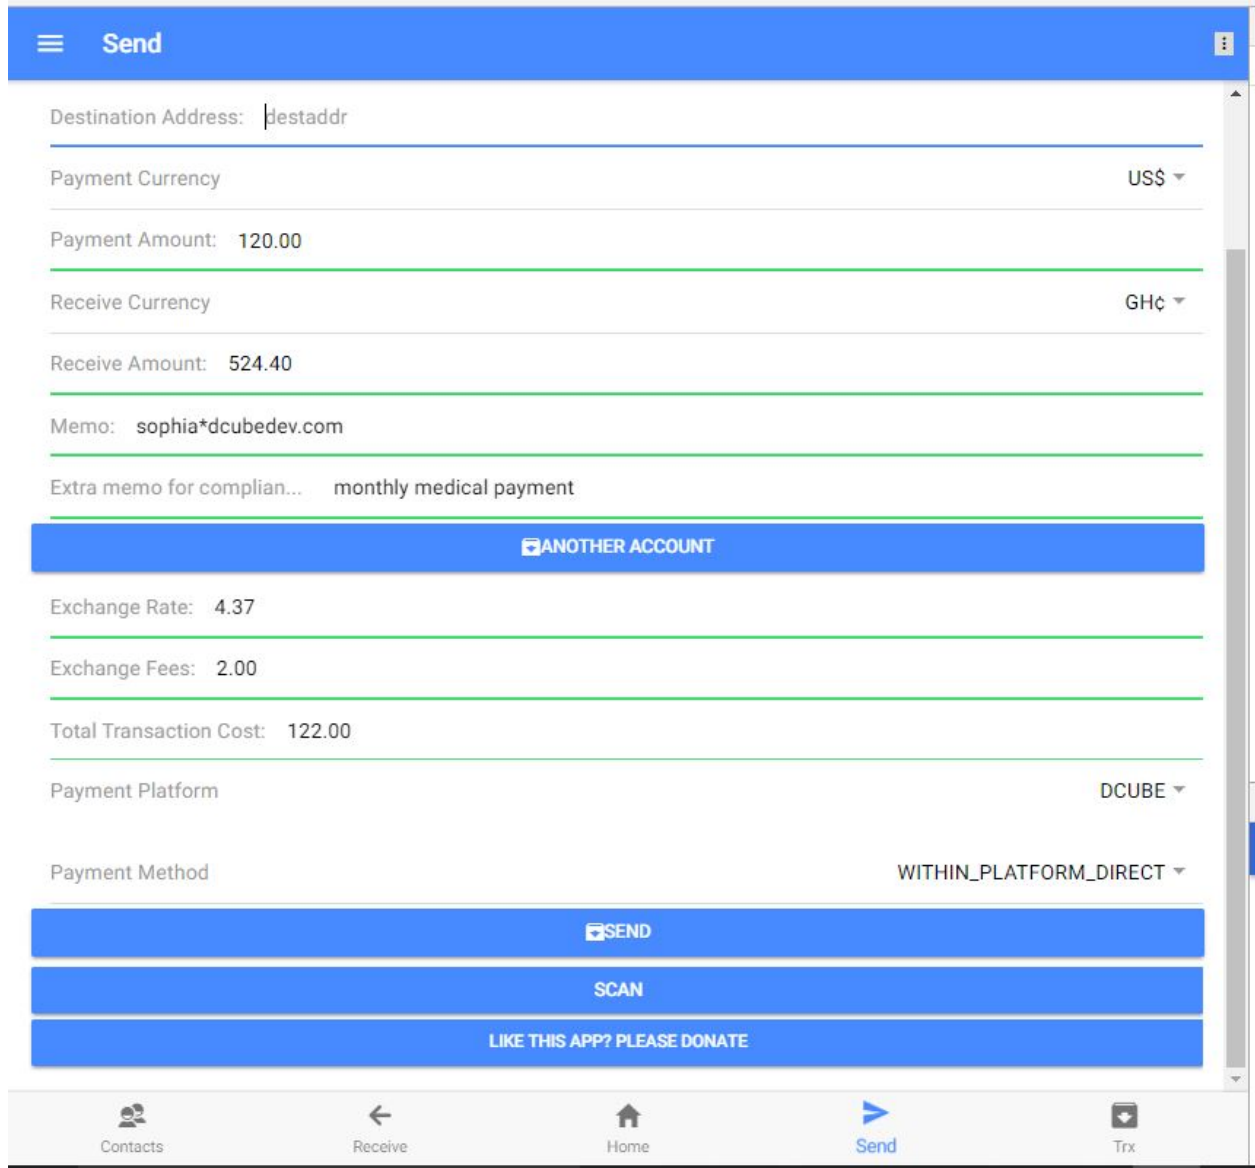 Send
Destination Address: destaddr
Payment Currency US$
Payment Amount: 120.00
Receive Currency GH¢
Receive Amount: 524.40
Memo: sophia*dcubedev.com
Extra memo for complian... monthly medical payment
ANOTHER ACCOUNT
Exchange Rate: 4.37
Exchange Fees: 2.00
Total Transaction Cost: 122.00
Payment Platform DCUBE
Payment Method WITHIN_PLATFORM_DIRECT
SEND
SCAN
LIKE THIS APP? PLEASE DONATE
Contacts Receive Home Send Trx